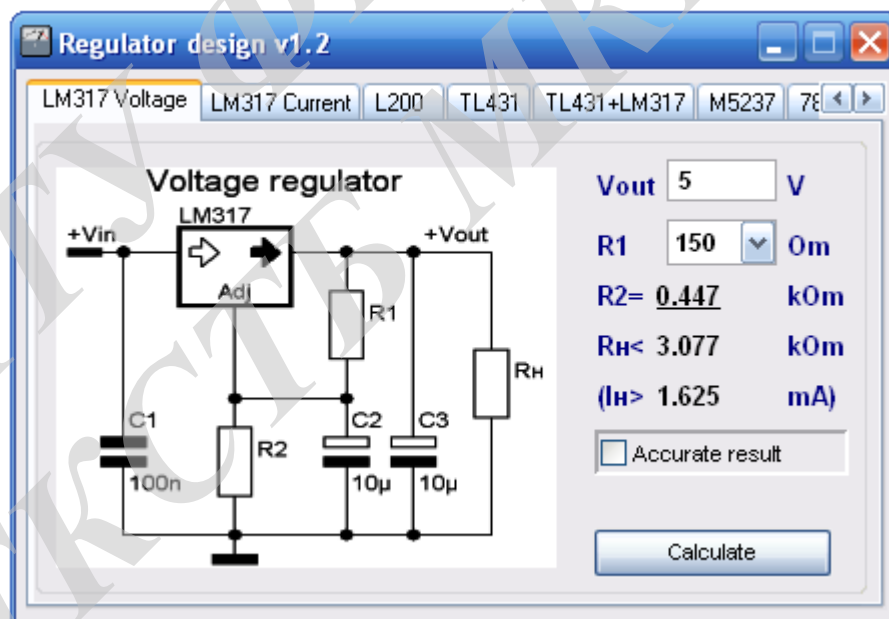 Regulator design v1.2
LM317 Voltage LM317 Current L200 TL431 TL431+LM317 M5237 78
Voltage regulator
LM317
+Vin
+Vout
Adj
R1
Rн
C1
R2
C2
C3
100n
10µ
10µ
Vout 5 V
R1 150 Om
R2= 0.447 kOm
Rн< 3.077 kOm
(Iн> 1.625 mA)
Accurate result
Calculate